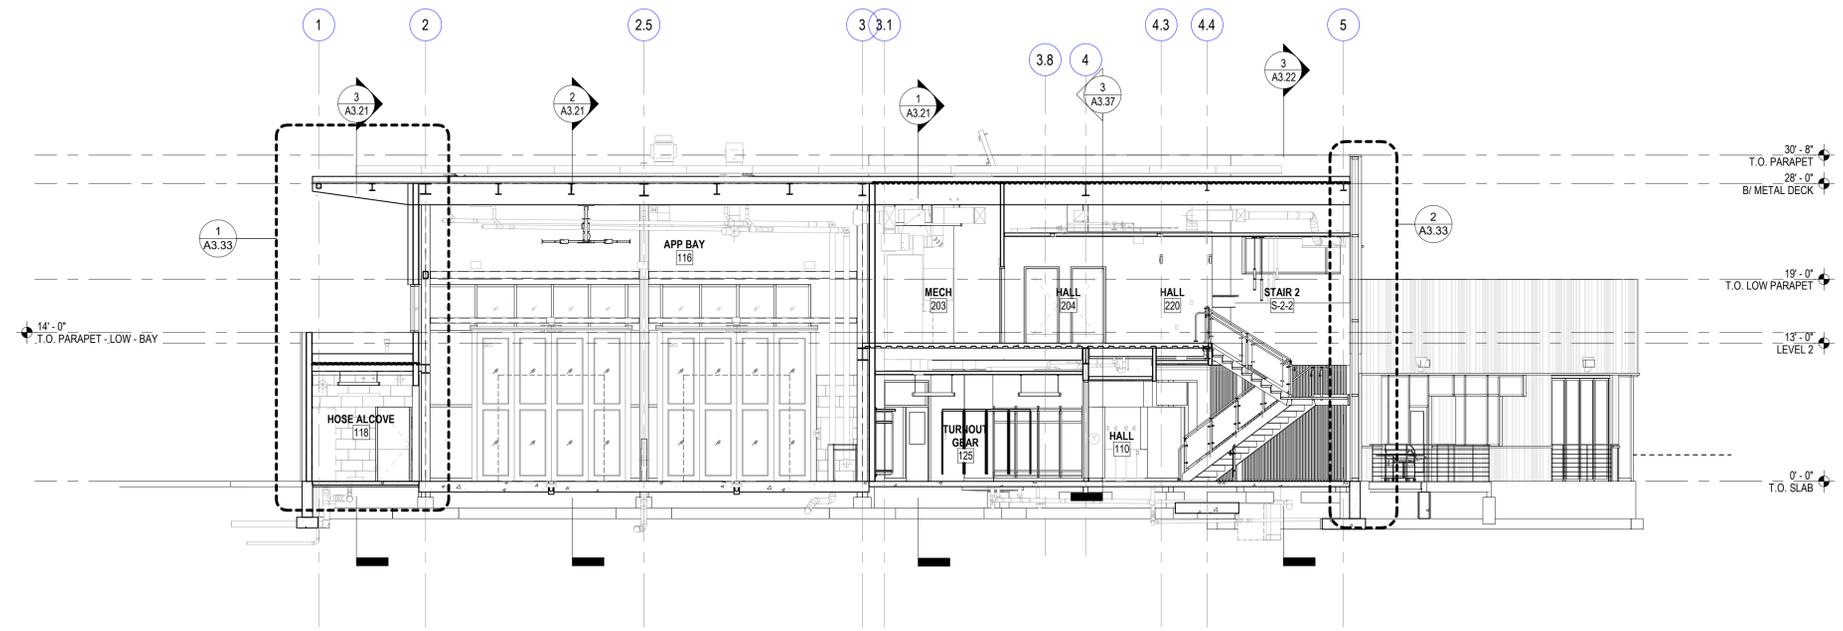 1
2
2.5
3
3.1
4.3
4.4
5
3.8
4
3
A3.22
3
A3.21
2
A3.21
1
A3.21
3
A3.37
30' - 8"
T.O. PARAPET
28' - 0"
B/ METAL DECK
1
A3.33
2
A3.33
APP BAY
116
19' - 0"
T.O. LOW PARAPET
MECH
203
HALL
204
HALL
220
STAIR 2
S-2-2
14' - 0"
T.O. PARAPET - LOW - BAY
13' - 0"
LEVEL 2
HOSE ALCOVE
118
TURNOUT
GEAR
125
HALL
110
0' - 0"
T.O. SLAB